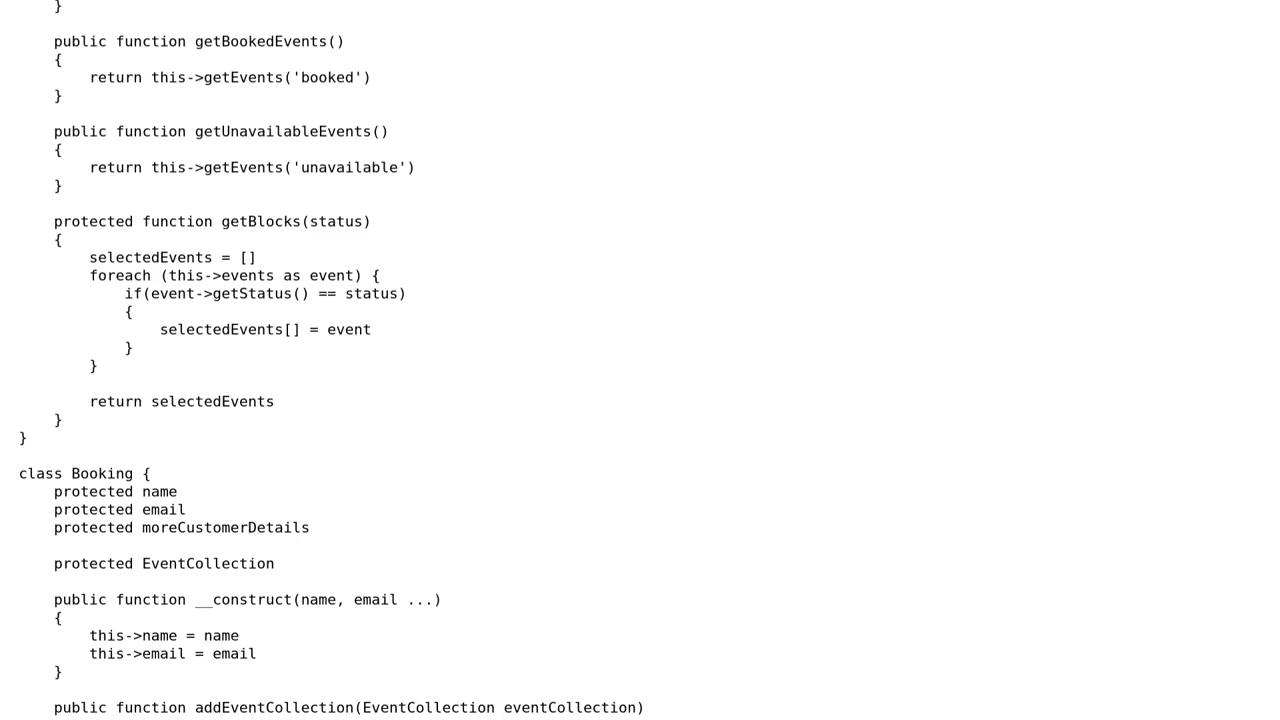 }

    public function getBookedEvents()
    {
        return this->getEvents('booked')
    }

    public function getUnavailableEvents()
    {
        return this->getEvents('unavailable')
    }

    protected function getBlocks(status)
    {
        selectedEvents = []
        foreach (this->events as event) {
            if(event->getStatus() == status)
            {
                selectedEvents[] = event
            }
        }

        return selectedEvents
    }
}

class Booking {
    protected name
    protected email
    protected moreCustomerDetails

    protected EventCollection

    public function __construct(name, email ...)
    {
        this->name = name
        this->email = email
    }

    public function addEventCollection(EventCollection eventCollection)